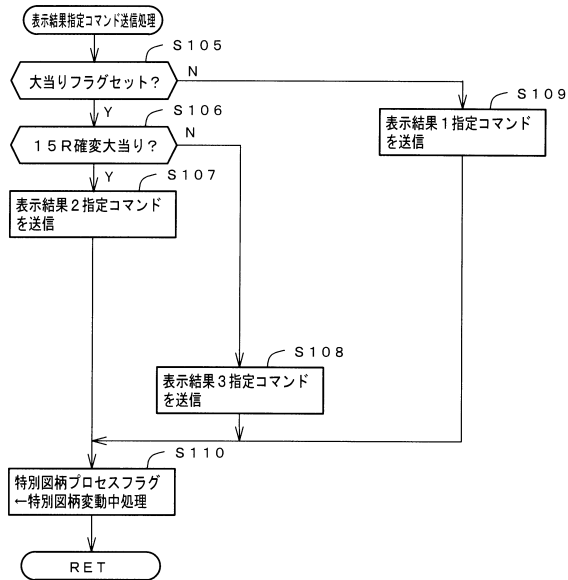 表示結果指定コマンド送信処理
S105
大当りフラグセット？
N
Y
S106
15R確変大当り？
N
Y
S107
表示結果2指定コマンド
を送信
S109
表示結果1指定コマンド
を送信
S108
表示結果3指定コマンド
を送信
S110
特別図柄プロセスフラグ
←特別図柄変動中処理
RET